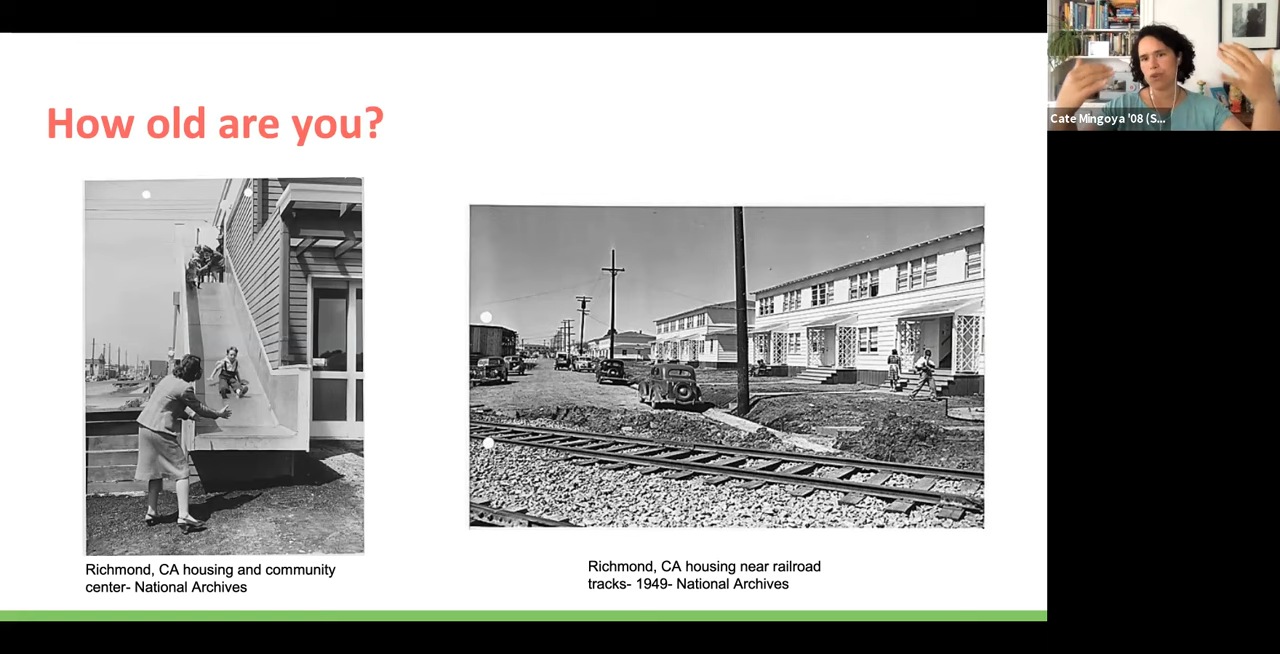 How old are you?
Cate Mingoya '08 (S...
Richmond, CA housing and community
center- National Archives
Richmond, CA housing near railroad
tracks- 1949- National Archives